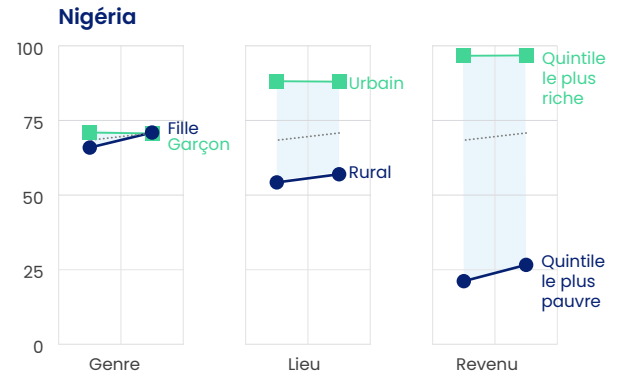 Nigéria
100
75
50
25
0
Fille
Garçon
Genre
Urbain
Rural
Lieu
Quintile
le plus
riche
Quintile
le plus
pauvre
Revenu